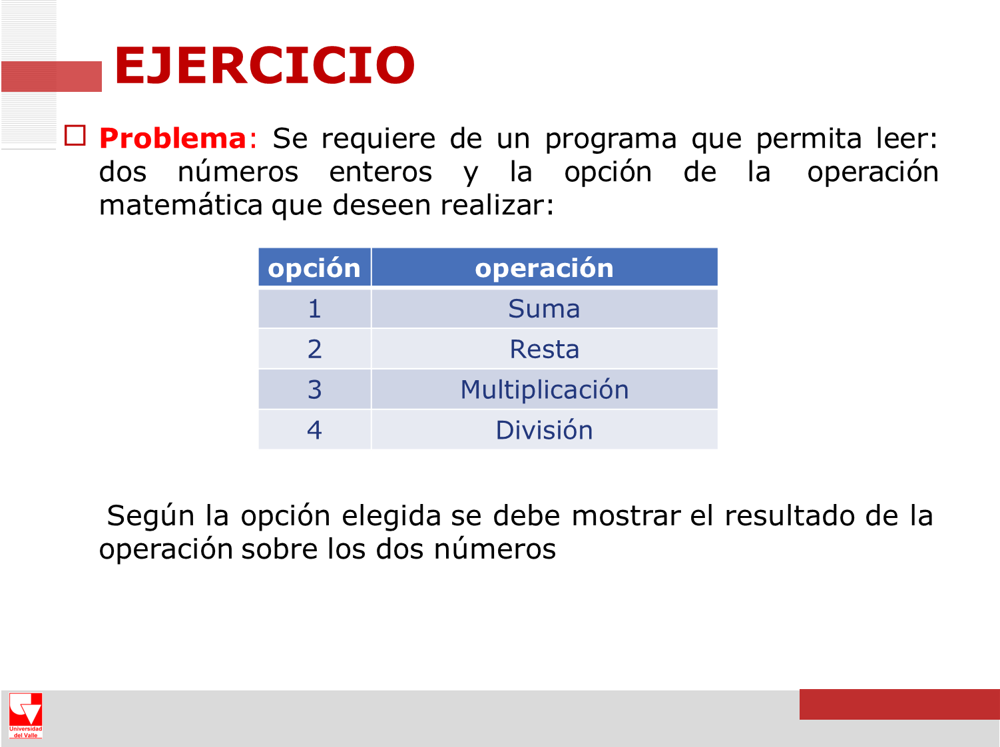 EJERCICIO
Problema: Se requiere de un programa que permita leer:
dos números enteros y la opción de la operación
matemática que deseen realizar:
opción operación
1 Suma
2 Resta
3 Multiplicación
4 División
Según la opción elegida se debe mostrar el resultado de la
operación sobre los dos números
Universidad
del Valle